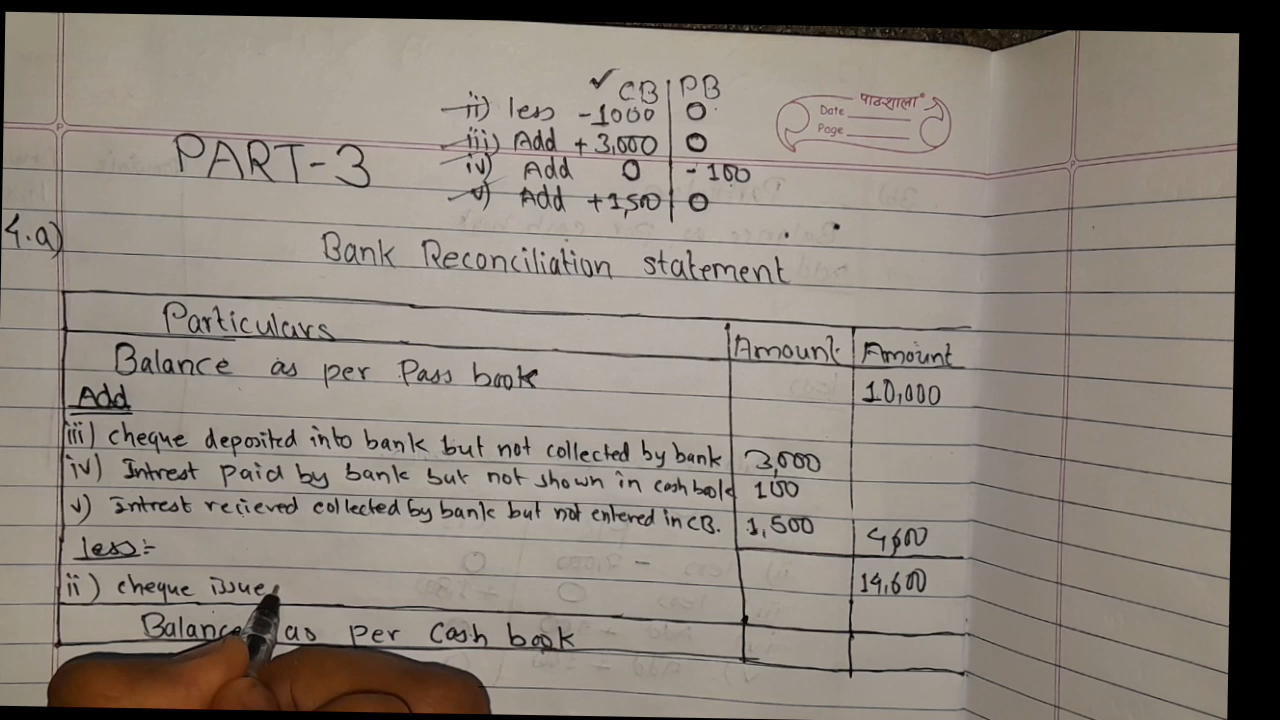 ✓ CB PB
ii) less -1000 0
iii) Add +3,000 0
iv) Add 0 -100
v) Add +1,500 0
पाठशाला
Date
Page
PART-3
4.a)
Bank Reconciliation statement
Particulars Amount Amount
Balance as per Pass book 10,000
Add
iii) cheque deposited into bank but not collected by bank 3,000
iv) Intrest paid by bank but not shown in cash book 100
v) Intrest recieved collected by bank but not entered in CB. 1,500 4,600
less:-
14,600
ii) cheque issue
Balance as per Cash book